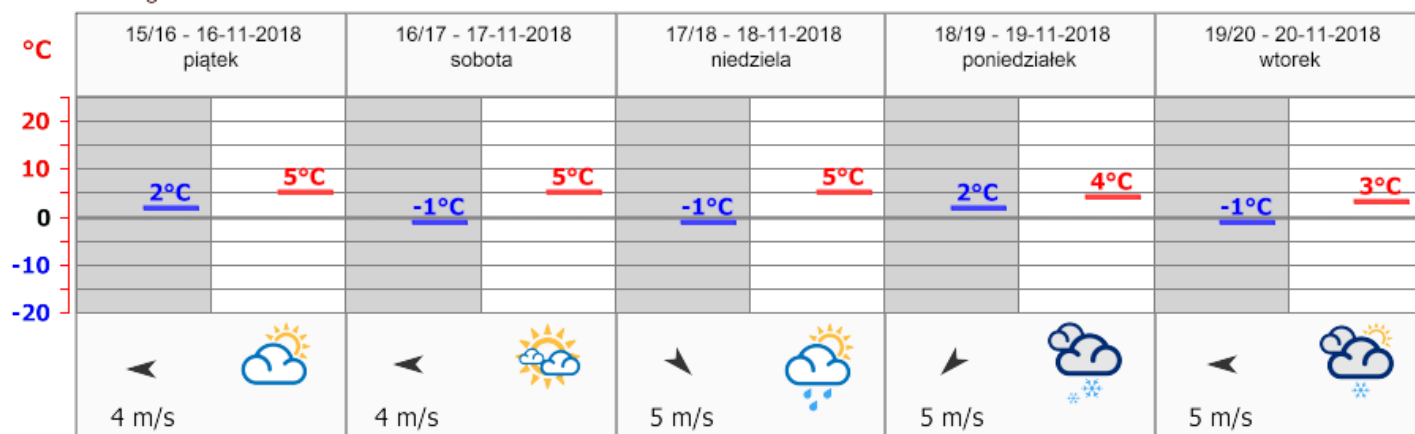 °C
15/16 - 16-11-2018
piątek
16/17 - 17-11-2018
sobota
17/18 - 18-11-2018
niedziela
18/19 - 19-11-2018
poniedziałek
19/20 - 20-11-2018
wtorek
20
10
0
-10
-20
2°C
5°C
-1°C
5°C
-1°C
5°C
2°C
4°C
-1°C
3°C
4 m/s
4 m/s
5 m/s
5 m/s
5 m/s